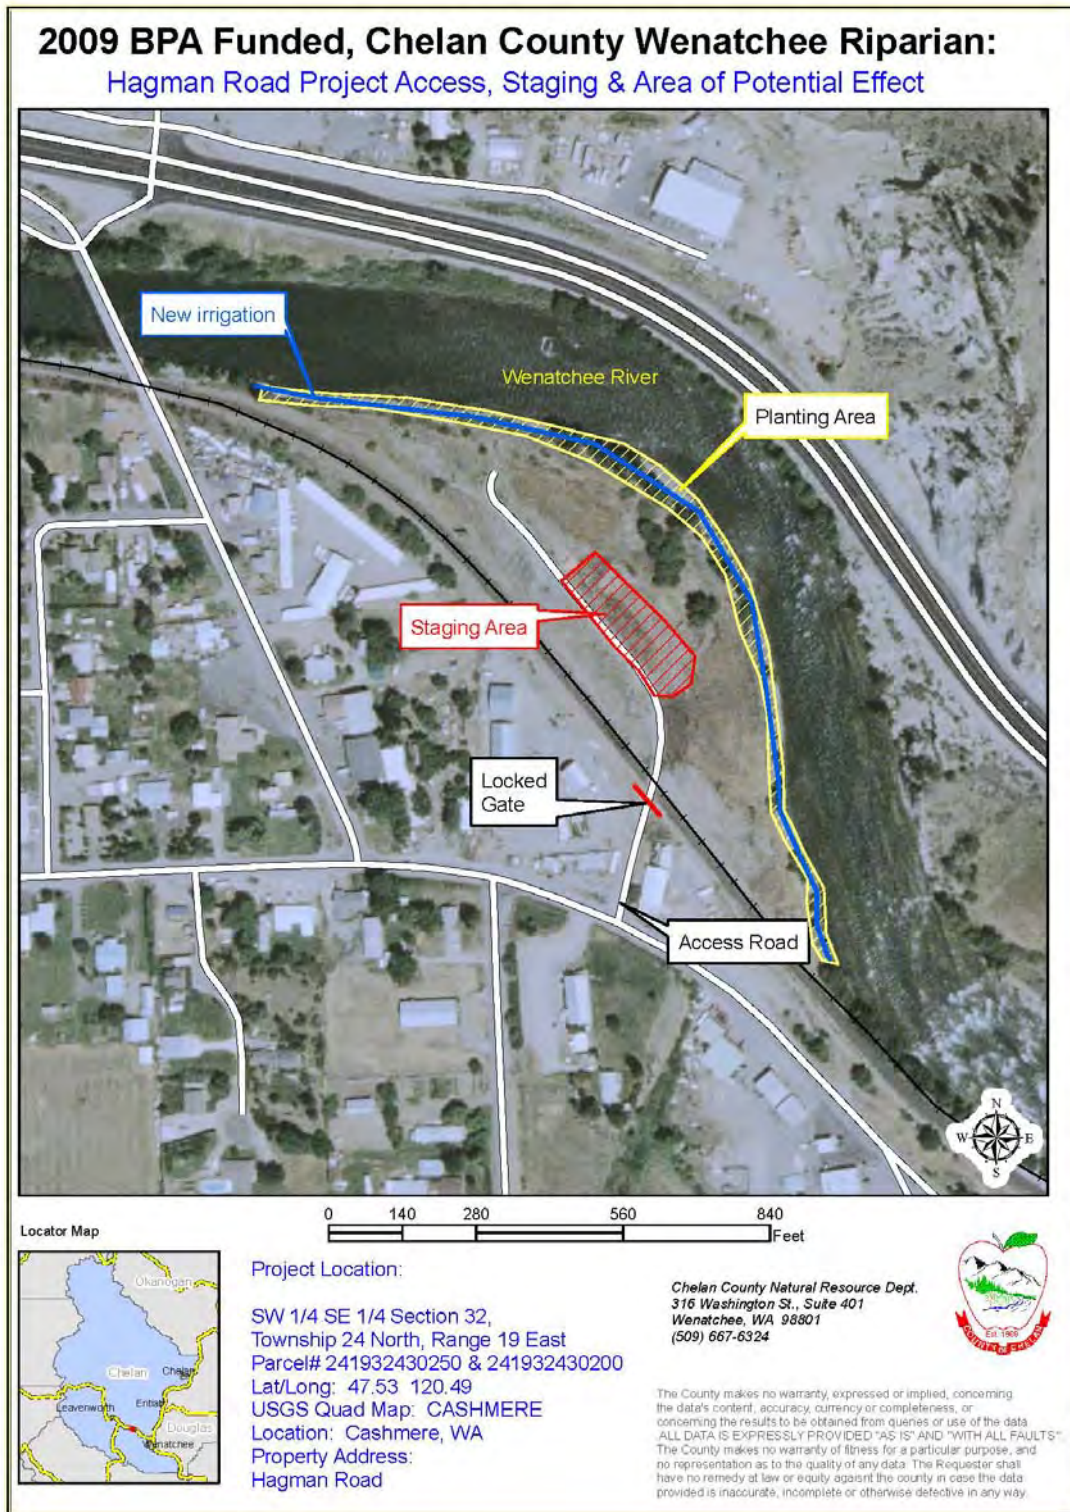 2009 BPA Funded, Chelan County Wenatchee Riparian:
Hagman Road Project Access, Staging & Area of Potential Effect
New irrigation
Wenatchee River
Planting Area
Staging Area
Locked
Gate
Access Road
N
W E
S
0 140 280 560 840
Feet
Locator Map
Okanogan
Chelan
Chelan
Entiat
Leavenworth
Douglas
Wenatchee
Project Location:
SW 1/4 SE 1/4 Section 32,
Township 24 North, Range 19 East
Parcel# 241932430250 & 241932430200
Lat/Long: 47.53 120.49
USGS Quad Map: CASHMERE
Location: Cashmere, WA
Property Address:
Hagman Road
Chelan County Natural Resource Dept.
316 Washington St., Suite 401
Wenatchee, WA 98801
(509) 667-6324
Est. 1899
COUNTY OF CHELAN
The County makes no warranty, expressed or implied, concerning
the data's content, accuracy, currency or completeness, or
concerning the results to be obtained from queries or use of the data.
ALL DATA IS EXPRESSLY PROVIDED "AS IS" AND "WITH ALL FAULTS".
The County makes no warranty of fitness for a particular purpose, and
no representation as to the quality of any data. The Requester shall
have no remedy at law or equity against the county in case the data
provided is inaccurate, incomplete or otherwise defective in any way.